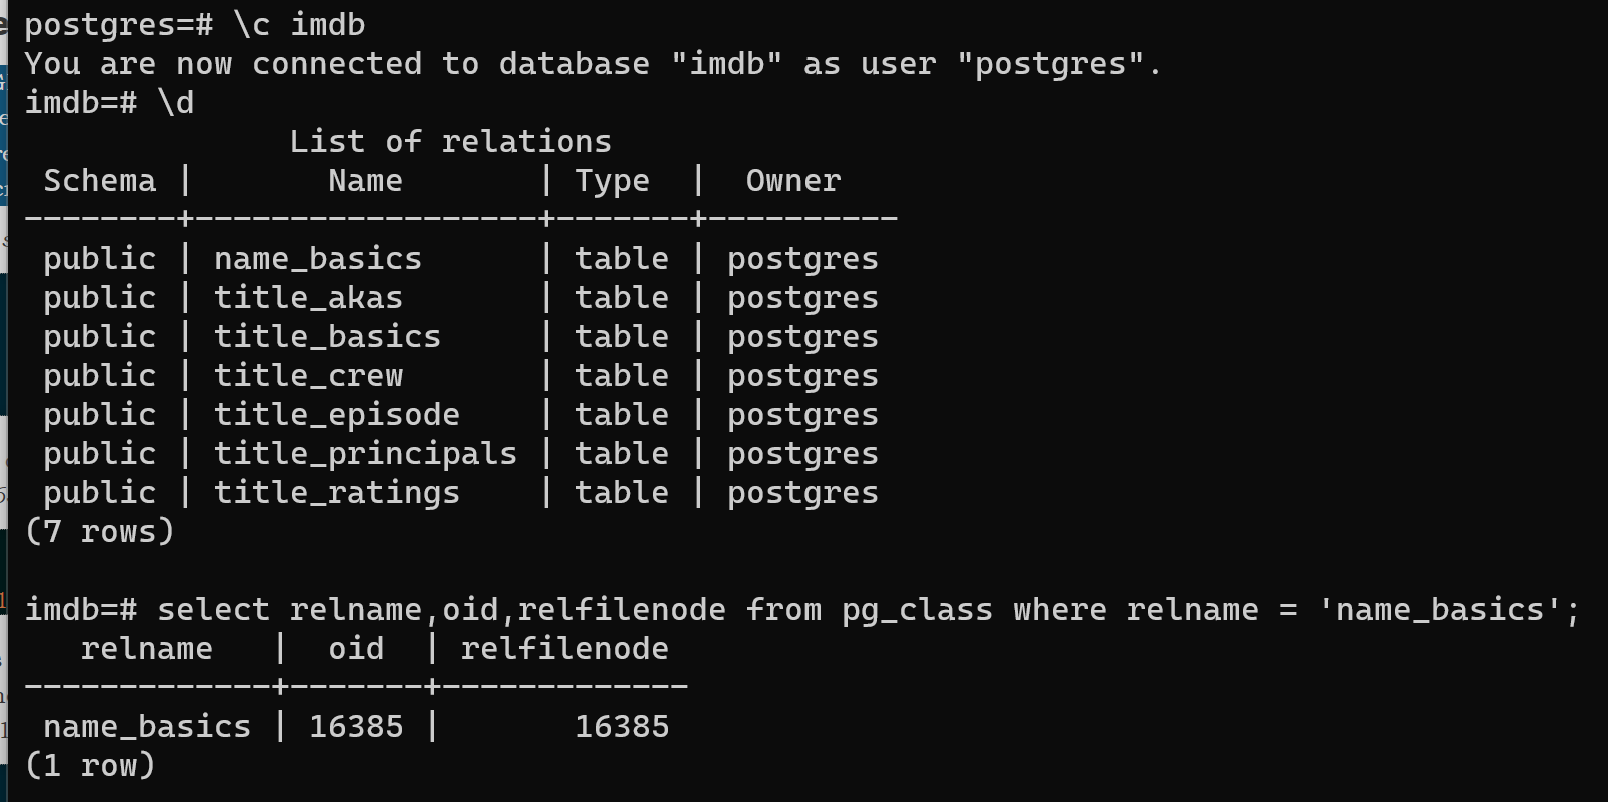 postgres=# \c imdb
You are now connected to database "imdb" as user "postgres".
imdb=# \d
              List of relations
 Schema |       Name       | Type  |  Owner
--------+------------------+-------+----------
 public | name_basics      | table | postgres
 public | title_akas       | table | postgres
 public | title_basics     | table | postgres
 public | title_crew       | table | postgres
 public | title_episode    | table | postgres
 public | title_principals | table | postgres
 public | title_ratings    | table | postgres
(7 rows)

imdb=# select relname,oid,relfilenode from pg_class where relname = 'name_basics';
   relname   |  oid  | relfilenode
-------------+-------+-------------
 name_basics | 16385 |       16385
(1 row)